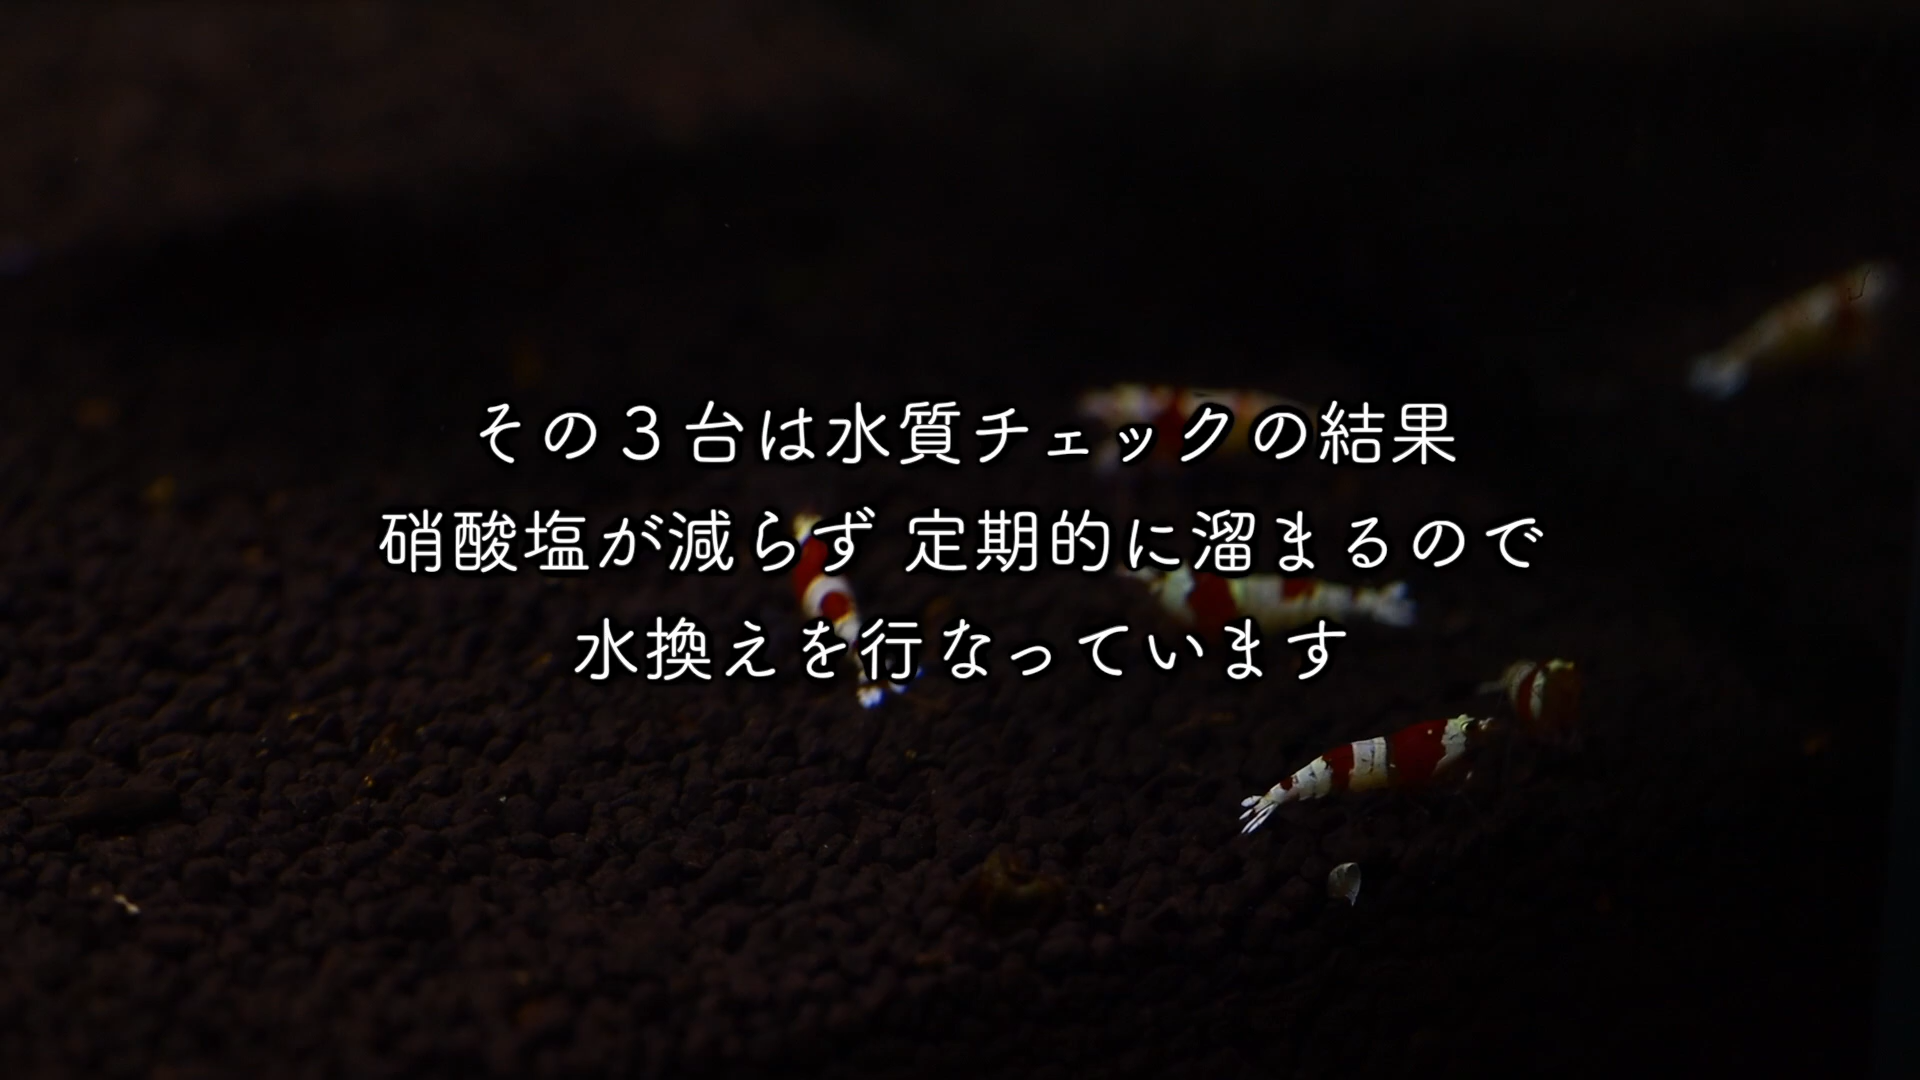 その３台は水質チェックの結果
硝酸塩が減らず 定期的に溜まるので
水換えを行なっています